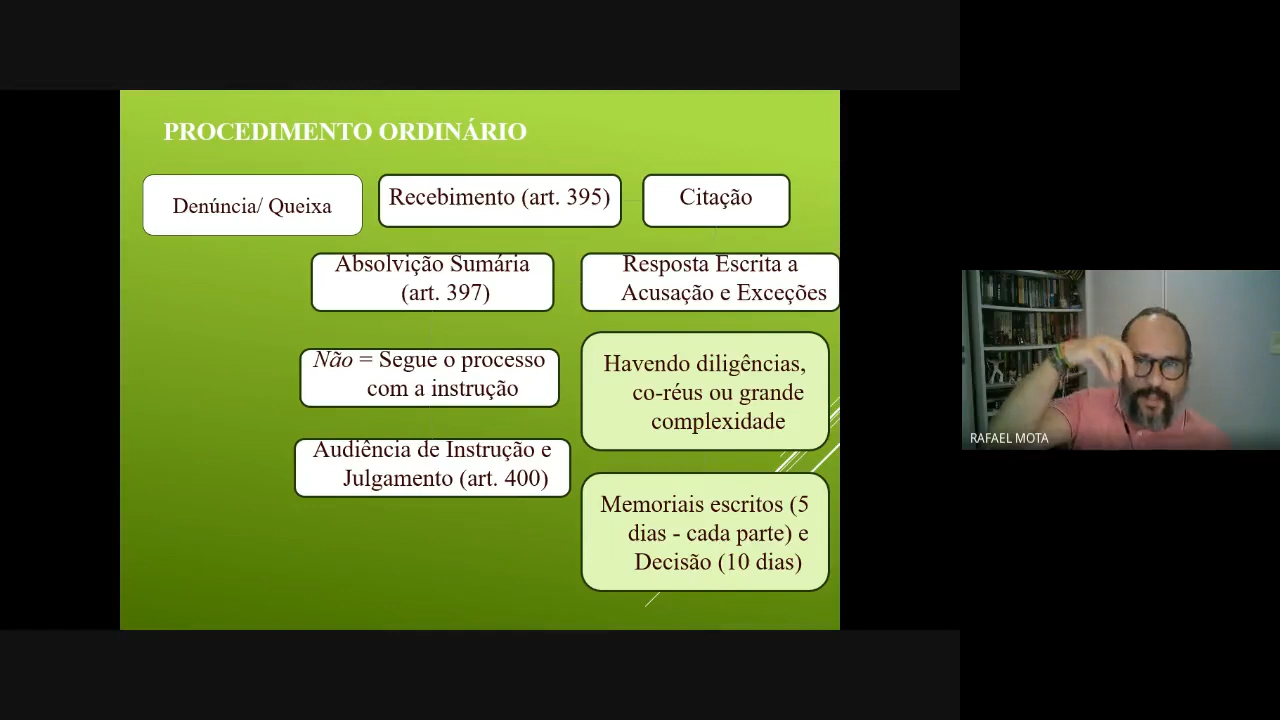 PROCEDIMENTO ORDINÁRIO
Denúncia/ Queixa
Recebimento (art. 395)
Citação
Absolvição Sumária
(art. 397)
Resposta Escrita a
Acusação e Exceções
Não = Segue o processo
com a instrução
Havendo diligências,
co-réus ou grande
complexidade
Audiência de Instrução e
Julgamento (art. 400)
Memoriais escritos (5
dias - cada parte) e
Decisão (10 dias)
RAFAEL MOTA